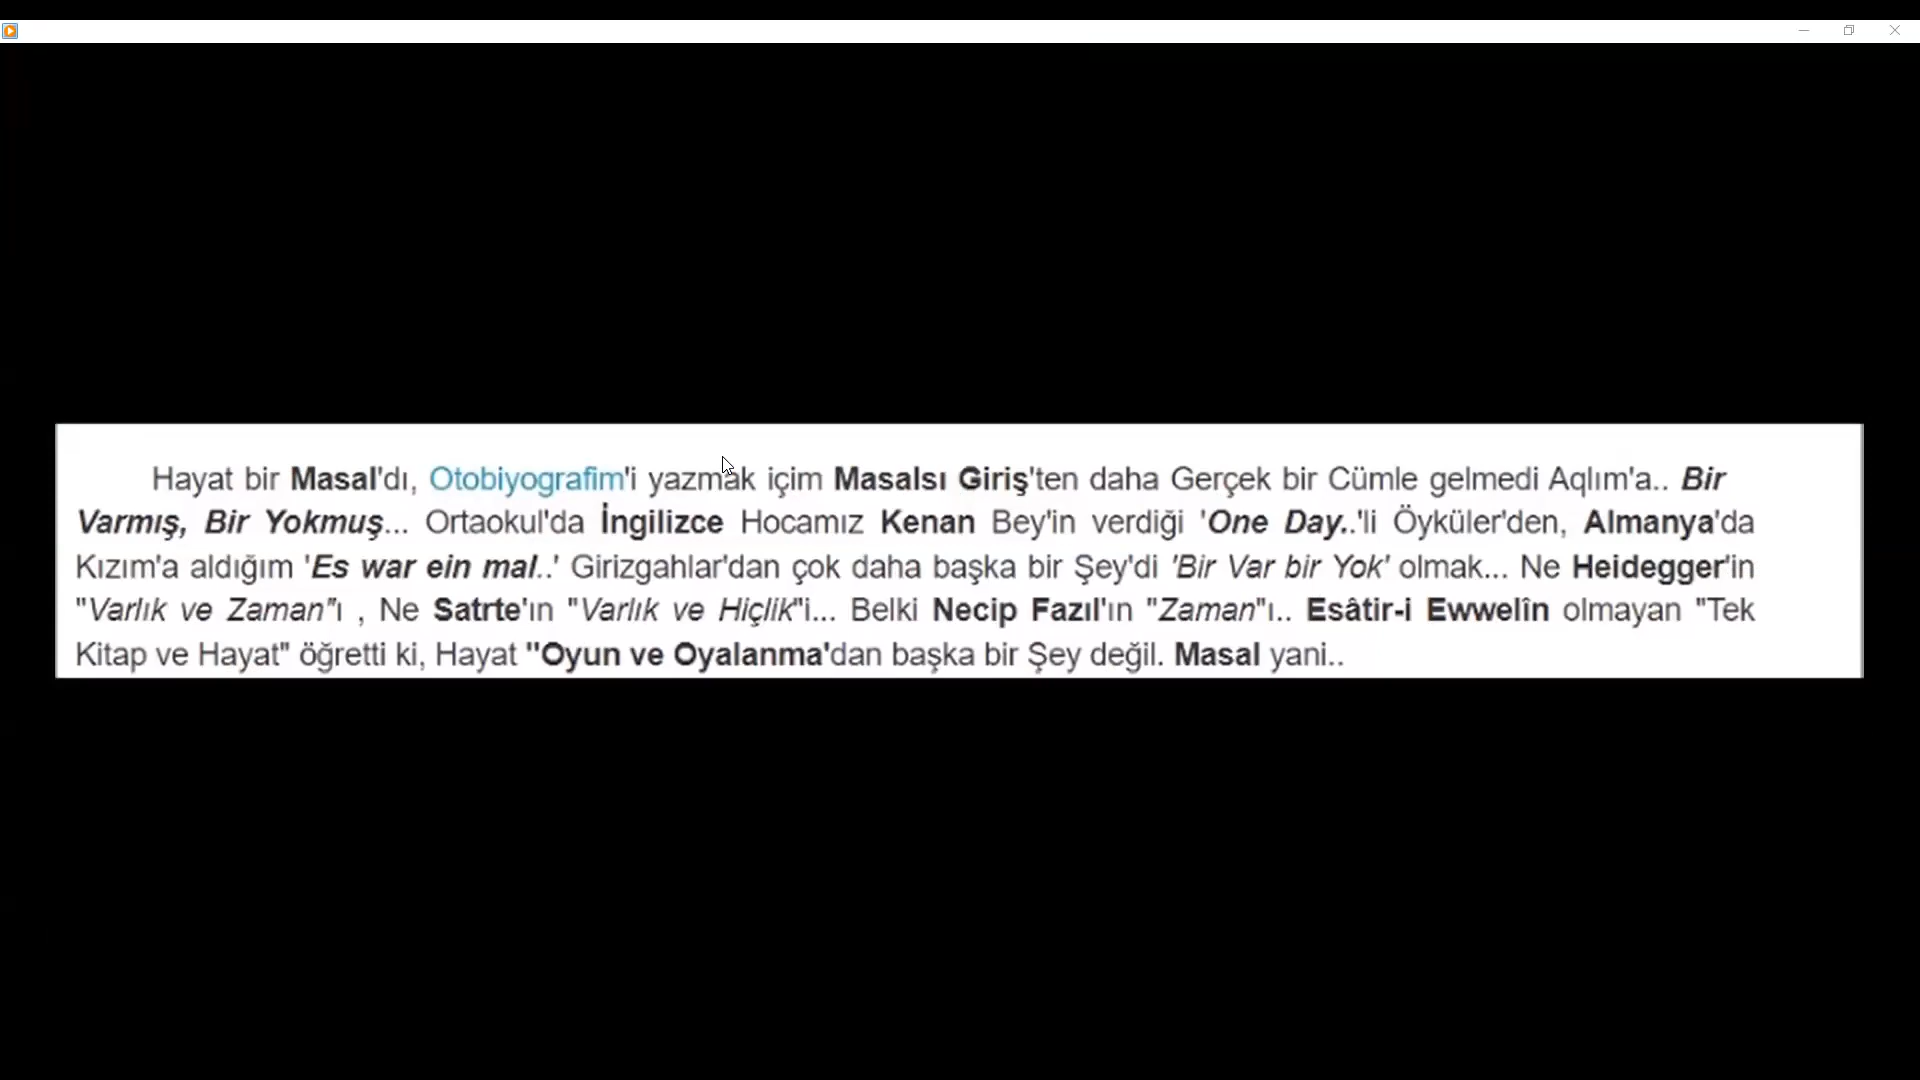 Hayat bir Masal'dı, Otobiyografim'i yazmak içim Masalsı Giriş'ten daha Gerçek bir Cümle gelmedi Aqlım'a.. Bir
Varmış, Bir Yokmuş... Ortaokul'da İngilizce Hocamız Kenan Bey'in verdiği 'One Day..'li Öyküler'den, Almanya'da
Kızım'a aldığım 'Es war ein mal..' Girizgahlar'dan çok daha başka bir Şey'di 'Bir Var bir Yok' olmak... Ne Heidegger'in
"Varlık ve Zaman"ı , Ne Satrte'ın "Varlık ve Hiçlik"i... Belki Necip Fazıl'ın "Zaman"ı.. Esâtir-i Ewwelîn olmayan "Tek
Kitap ve Hayat" öğretti ki, Hayat "Oyun ve Oyalanma'dan başka bir Şey değil. Masal yani..